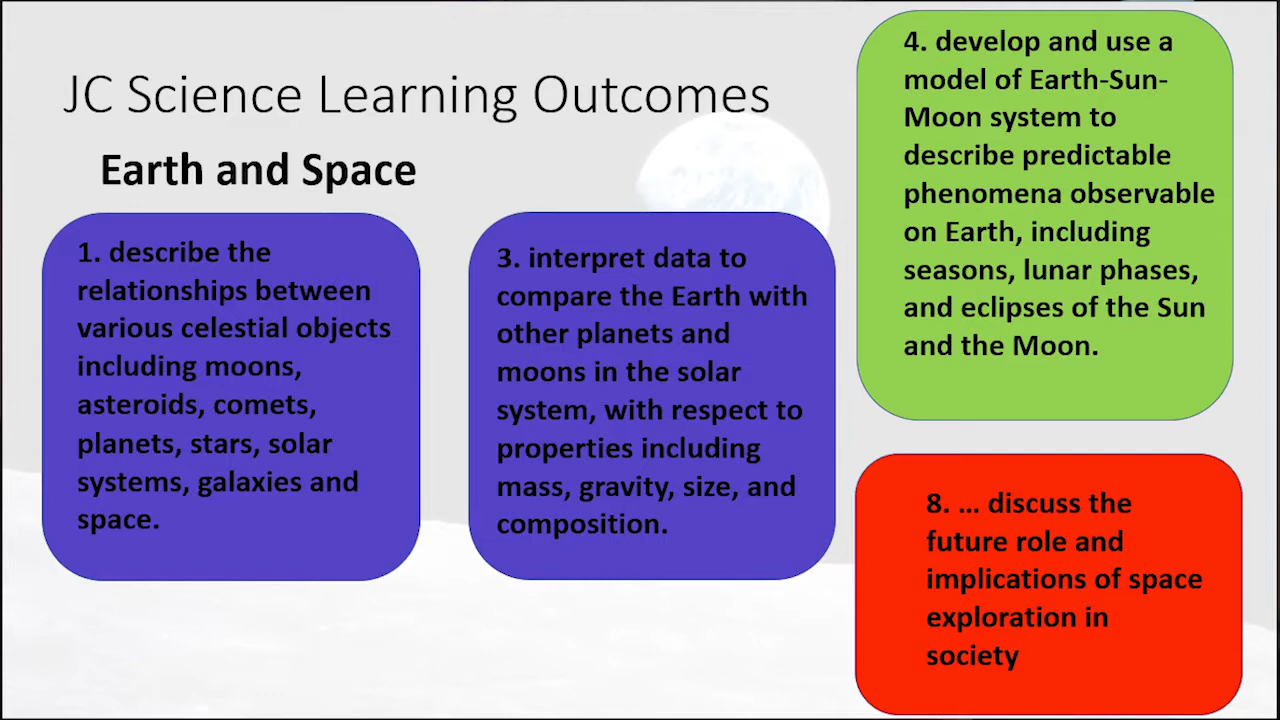 JC Science Learning Outcomes
Earth and Space
1. describe the
relationships between
various celestial objects
including moons,
asteroids, comets,
planets, stars, solar
systems, galaxies and
space.
3. interpret data to
compare the Earth with
other planets and
moons in the solar
system, with respect to
properties including
mass, gravity, size, and
composition.
4. develop and use a
model of Earth-Sun-
Moon system to
describe predictable
phenomena observable
on Earth, including
seasons, lunar phases,
and eclipses of the Sun
and the Moon.
8. … discuss the
future role and
implications of space
exploration in
society